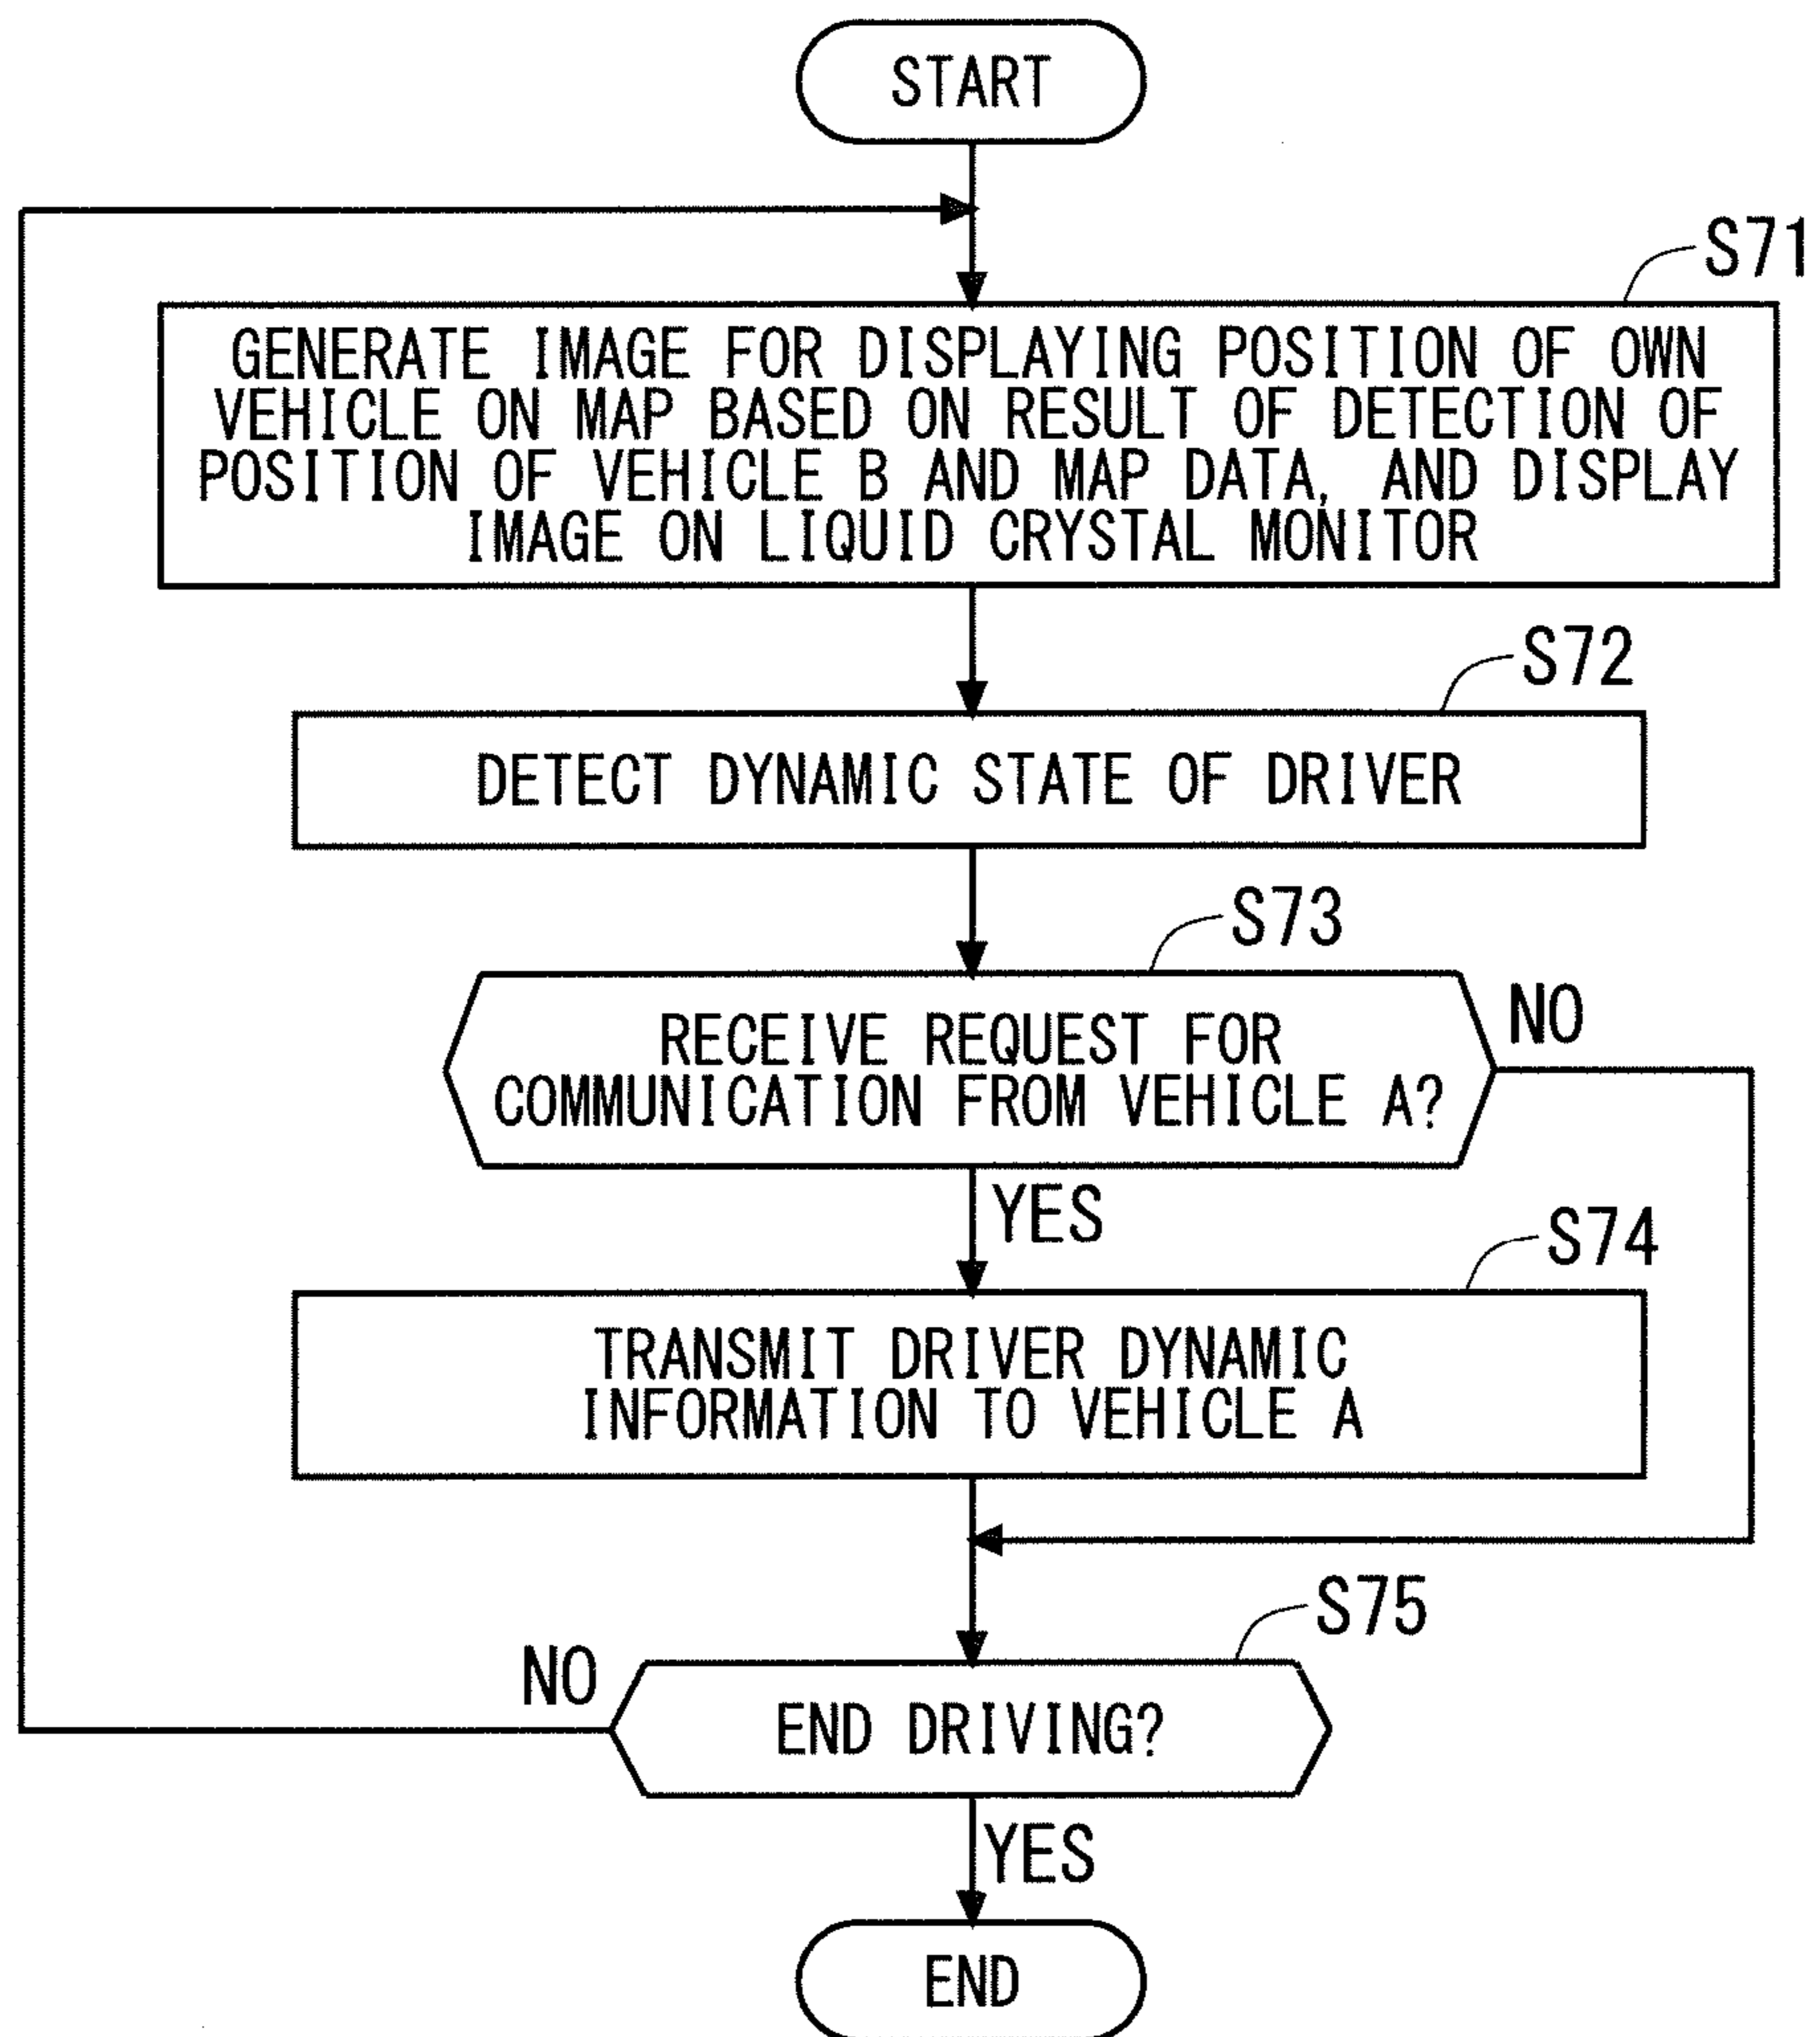 START
S71
GENERATE IMAGE FOR DISPLAYING POSITION OF OWN
VEHICLE ON MAP BASED ON RESULT OF DETECTION OF
POSITION OF VEHICLE B AND MAP DATA, AND DISPLAY
IMAGE ON LIQUID CRYSTAL MONITOR
S72
DETECT DYNAMIC STATE OF DRIVER
S73
RECEIVE REQUEST FOR
COMMUNICATION FROM VEHICLE A?
NO
YES
S74
TRANSMIT DRIVER DYNAMIC
INFORMATION TO VEHICLE A
S75
NO
END DRIVING?
YES
END